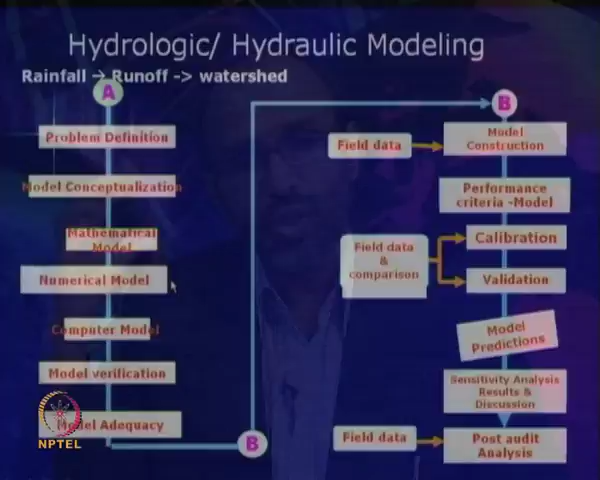 Hydrologic/ Hydraulic Modeling
Rainfall → Runoff -> watershed
A
Problem Definition
Model Conceptualization
Mathematical
Model
Numerical Model
Computer Model
Model verification
Model Adequacy
NPTEL
B
B
Field data
Model
Construction
Performance
criteria -Model
Field data
&
comparison
Calibration
Validation
Model
Predictions
Sensitivity Analysis
Results &
Discussion
Field data
Post audit
Analysis